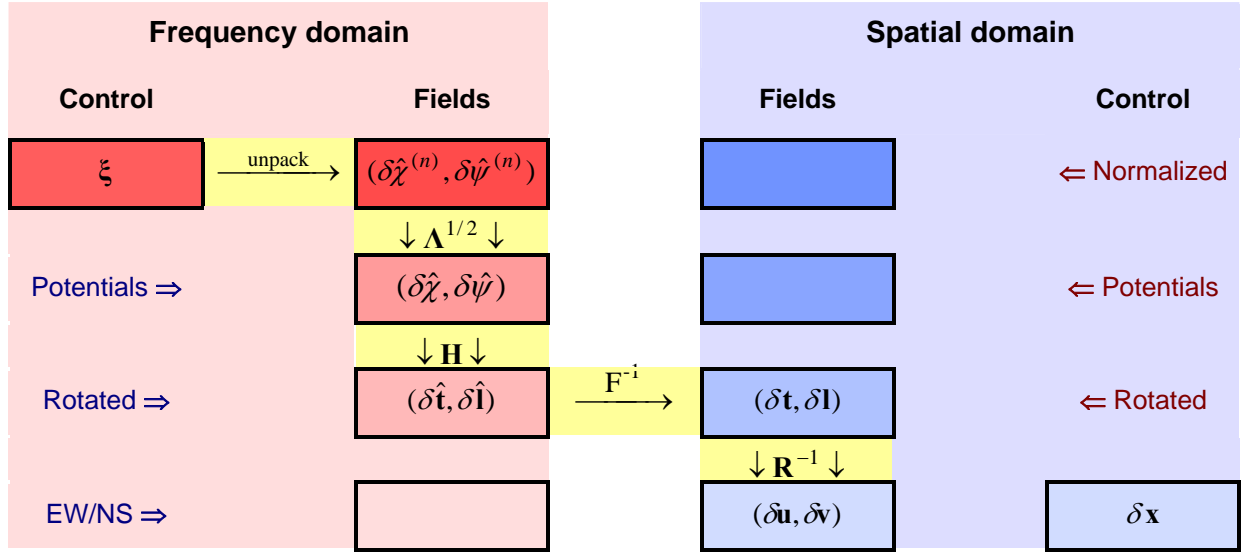 Frequency domain Spatial domain
Control Fields Fields Control
ξ unpack ⟶ (δχ̂⁽ⁿ⁾, δψ̂⁽ⁿ⁾) ⇐ Normalized
↓ Λ^{1/2} ↓
Potentials ⇒ (δχ̂, δψ̂) ⇐ Potentials
↓ H ↓
Rotated ⇒ (δt̂, δl̂) F⁻¹ ⟶ (δt, δl) ⇐ Rotated
↓ R⁻¹ ↓
EW/NS ⇒ (δu, δv) δx